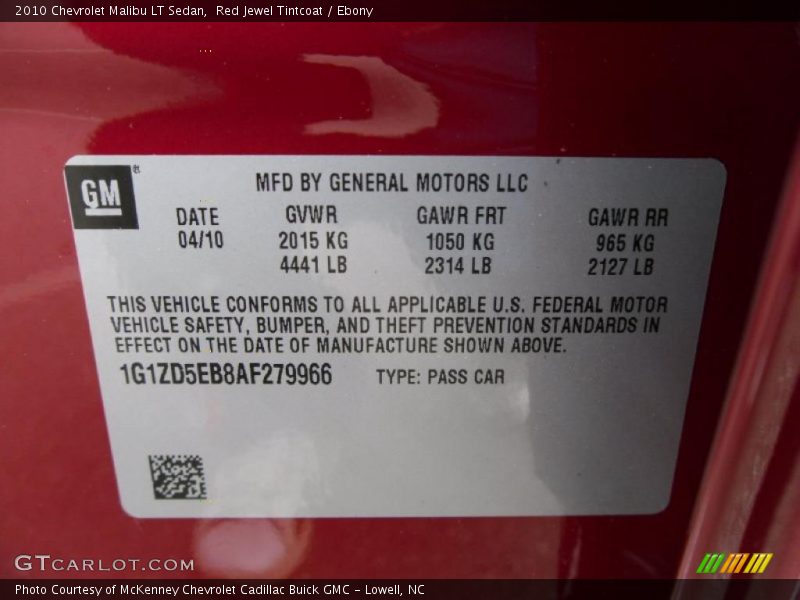 2010 Chevrolet Malibu LT Sedan, Red Jewel Tintcoat / Ebony
GM
MFD BY GENERAL MOTORS LLC
DATE GVWR GAWR FRT GAWR RR
04/10 2015 KG 1050 KG 965 KG
4441 LB 2314 LB 2127 LB
THIS VEHICLE CONFORMS TO ALL APPLICABLE U.S. FEDERAL MOTOR
VEHICLE SAFETY, BUMPER, AND THEFT PREVENTION STANDARDS IN
EFFECT ON THE DATE OF MANUFACTURE SHOWN ABOVE.
1G1ZD5EB8AF279966 TYPE: PASS CAR
GTCARLOT.COM
Photo Courtesy of McKenney Chevrolet Cadillac Buick GMC - Lowell, NC